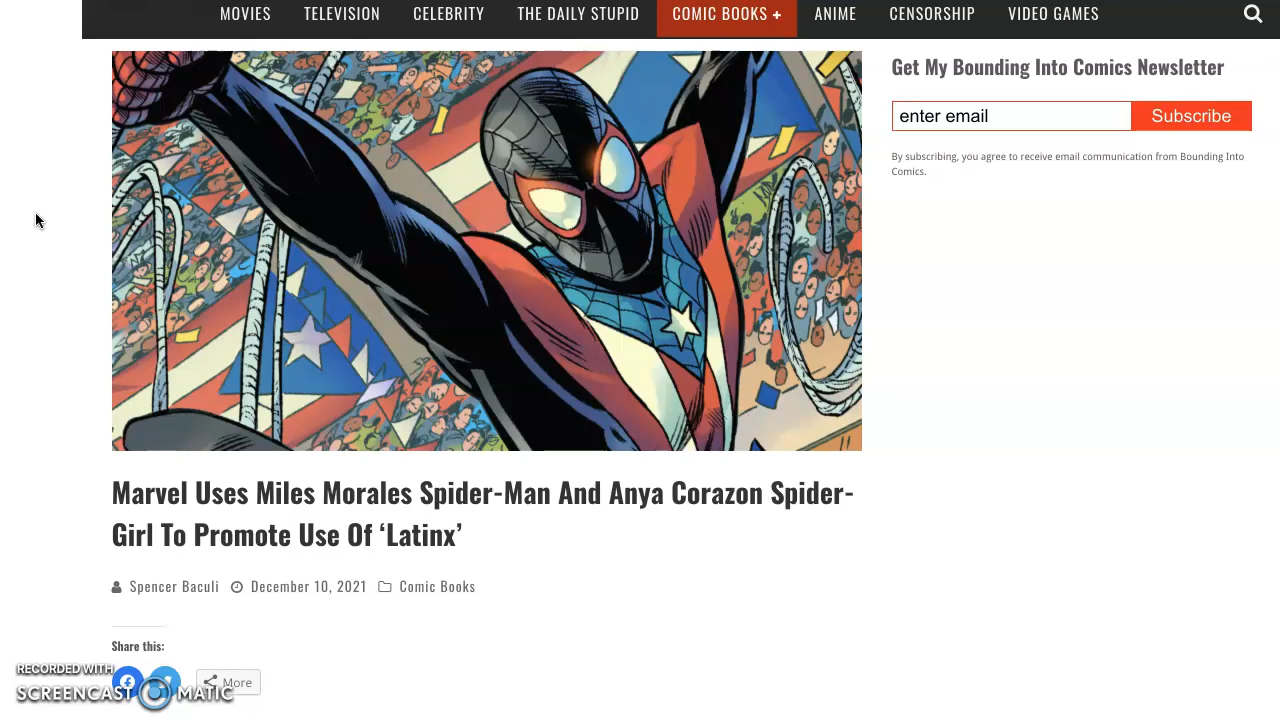 MOVIES TELEVISION CELEBRITY THE DAILY STUPID COMIC BOOKS + ANIME CENSORSHIP VIDEO GAMES
Get My Bounding Into Comics Newsletter
enter email Subscribe
By subscribing, you agree to receive email communication from Bounding Into
Comics.
Marvel Uses Miles Morales Spider-Man And Anya Corazon Spider-
Girl To Promote Use Of ‘Latinx’
Spencer Baculi December 10, 2021 Comic Books
Share this:
More
RECORDED WITH
SCREENCAST MATIC